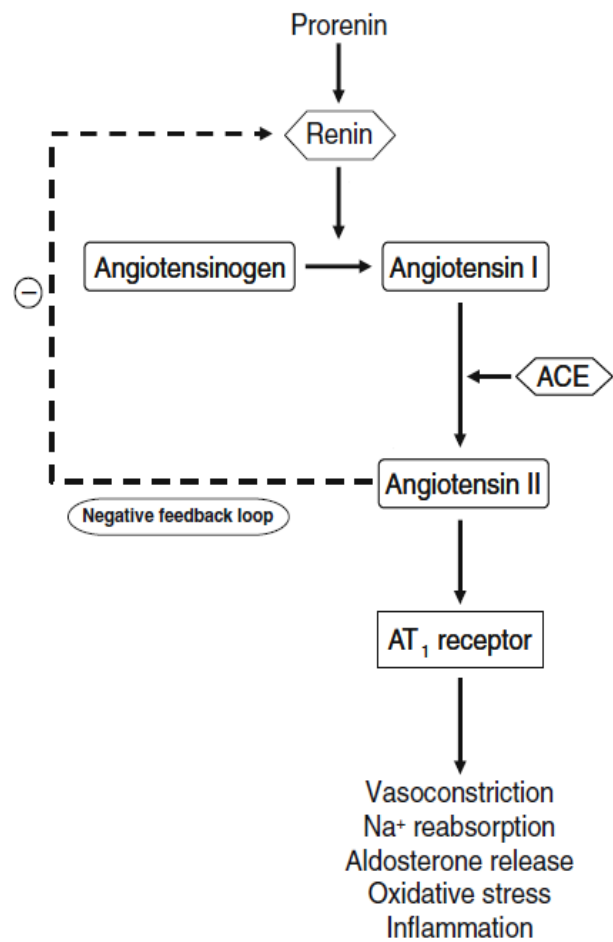 Prorenin
Renin
Angiotensinogen
Angiotensin I
−
ACE
Angiotensin II
Negative feedback loop
AT₁ receptor
Vasoconstriction
Na⁺ reabsorption
Aldosterone release
Oxidative stress
Inflammation